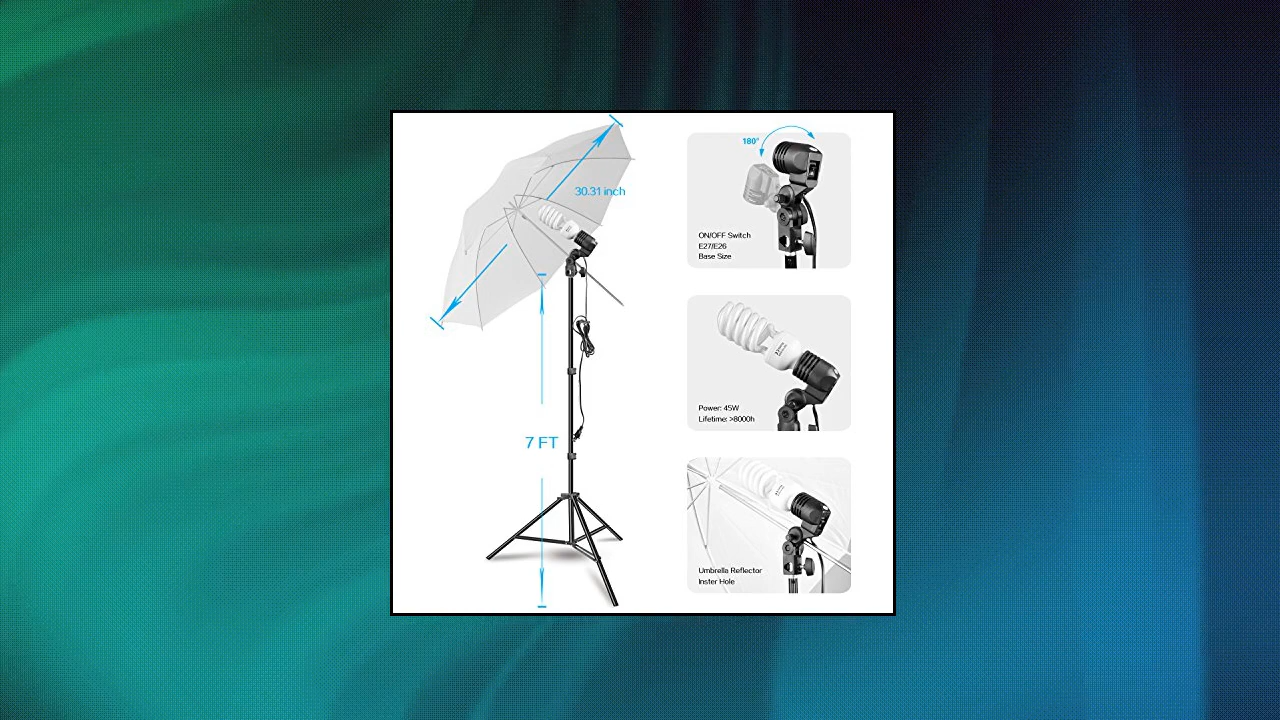 30.31 inch
7 FT
180°
ON/OFF Switch
E27/E26
Base Size
Power: 45W
Lifetime: >8000h
Umbrella Reflector
Inster Hole